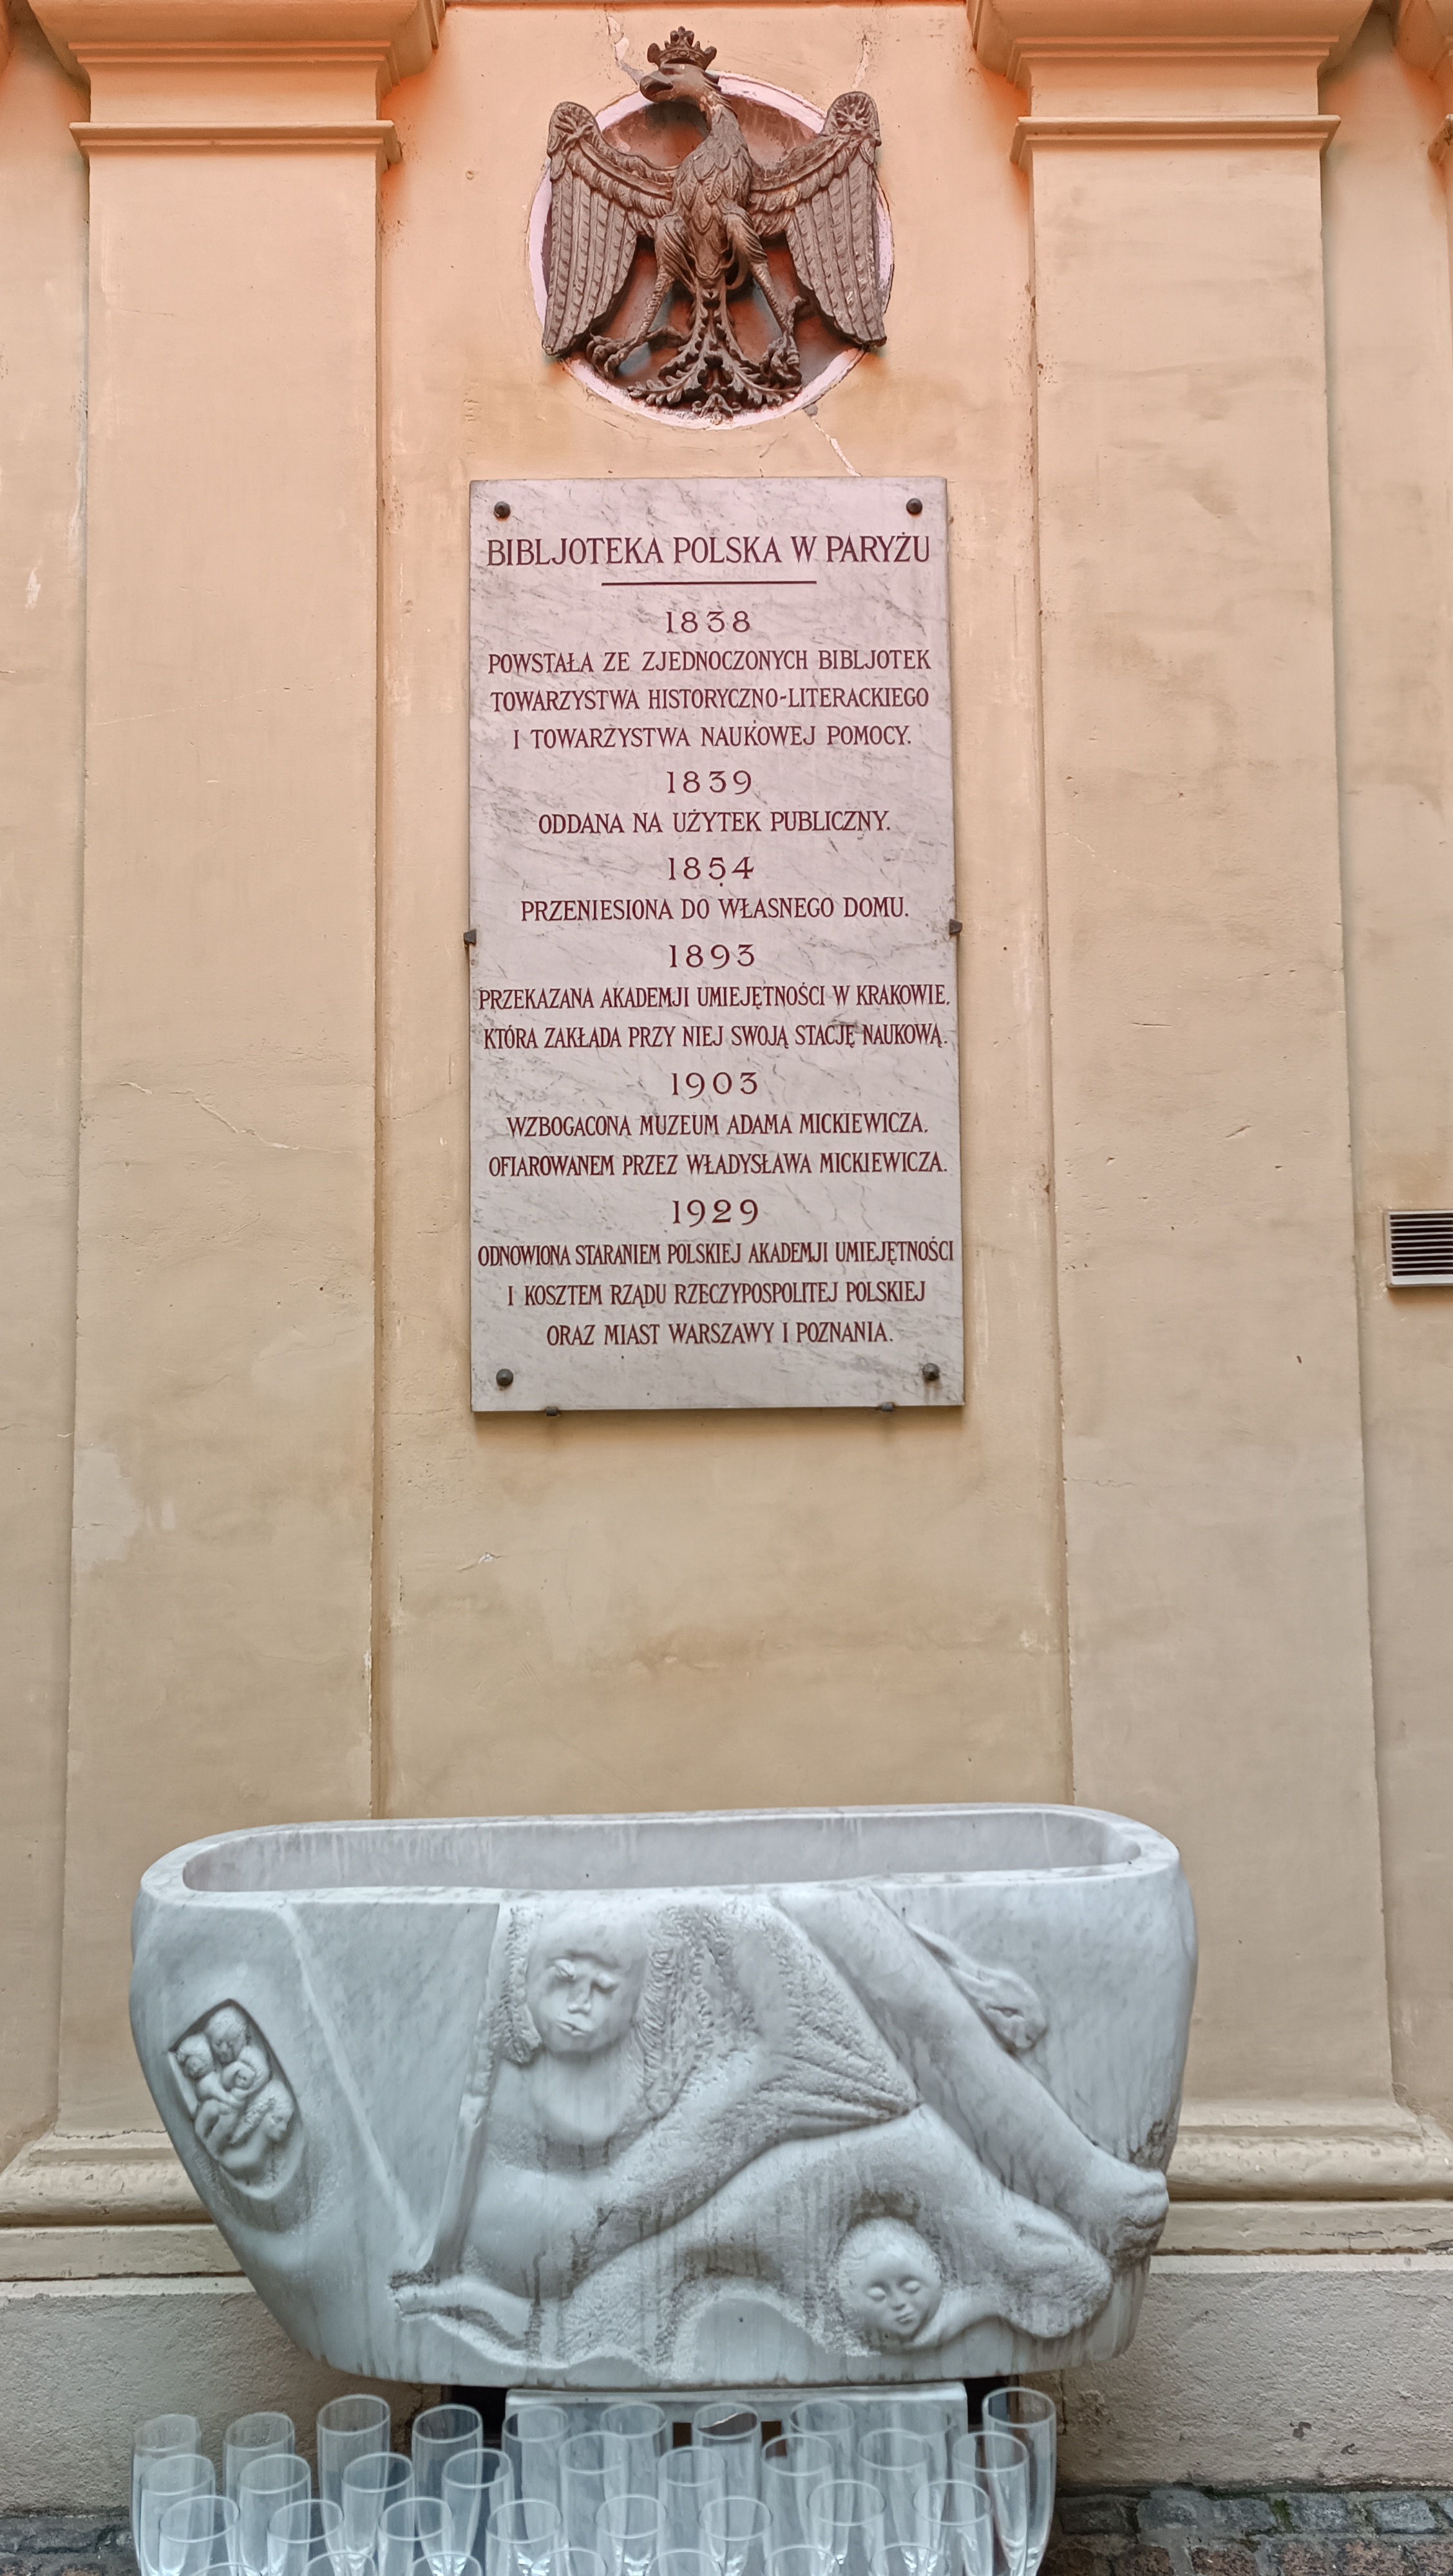 BIBLJOTEKA POLSKA W PARYŻU
1838
POWSTAŁA ZE ZJEDNOCZONYCH BIBLJOTEK
TOWARZYSTWA HISTORYCZNO-LITERACKIEGO
I TOWARZYSTWA NAUKOWEJ POMOCY.
1839
ODDANA NA UŻYTEK PUBLICZNY.
1854
PRZENIESIONA DO WŁASNEGO DOMU.
1893
PRZEKAZANA AKADEMJI UMIEJĘTNOŚCI W KRAKOWIE,
KTÓRA ZAKŁADA PRZY NIEJ SWOJĄ STACJĘ NAUKOWĄ.
1903
WZBOGACONA MUZEUM ADAMA MICKIEWICZA,
OFIAROWANEM PRZEZ WŁADYSŁAWA MICKIEWICZA.
1929
ODNOWIONA STARANIEM POLSKIEJ AKADEMJI UMIEJĘTNOŚCI
I KOSZTEM RZĄDU RZECZYPOSPOLITEJ POLSKIEJ
ORAZ MIAST WARSZAWY I POZNANIA.